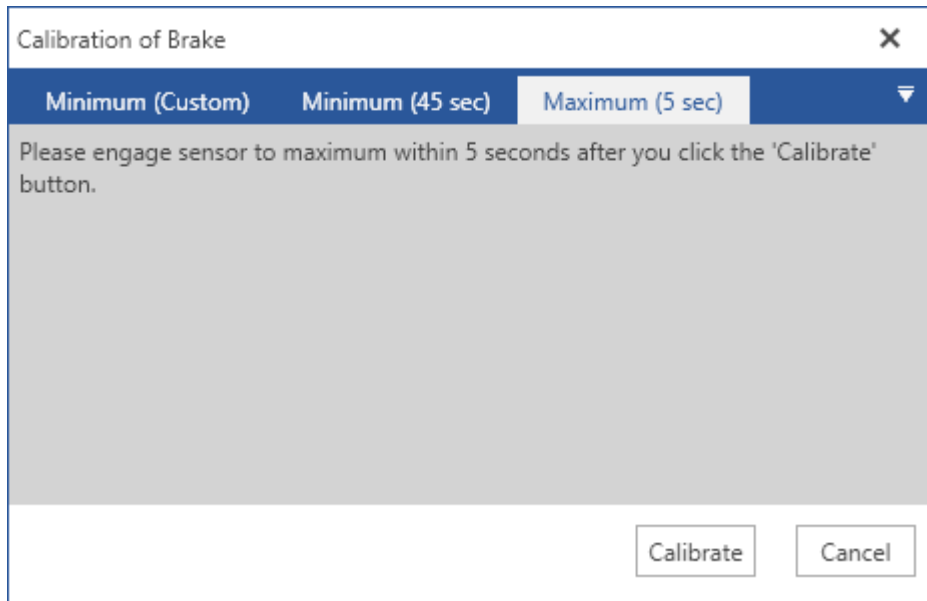 Calibration of Brake
Minimum (Custom) Minimum (45 sec) Maximum (5 sec)
Please engage sensor to maximum within 5 seconds after you click the 'Calibrate'
button.
Calibrate Cancel